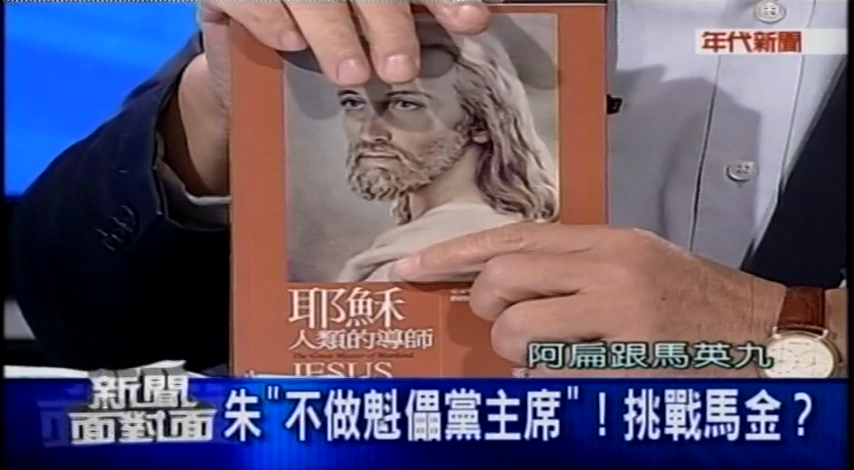 年代新聞
耶穌
人類的導師
The Great Master of Mankind
JESUS
阿扁跟馬英九
新聞
面對面
朱"不做魁儡黨主席"！挑戰馬金？